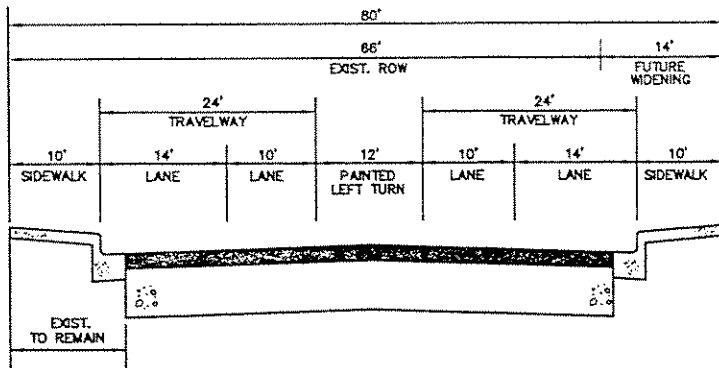 80'
66'
14'
EXIST. ROW
FUTURE
WIDENING
24'
24'
TRAVELWAY
TRAVELWAY
10'
14'
10'
12'
10'
14'
10'
SIDEWALK
LANE
LANE
PAINTED
LEFT TURN
LANE
LANE
SIDEWALK
EXIST.
TO REMAIN